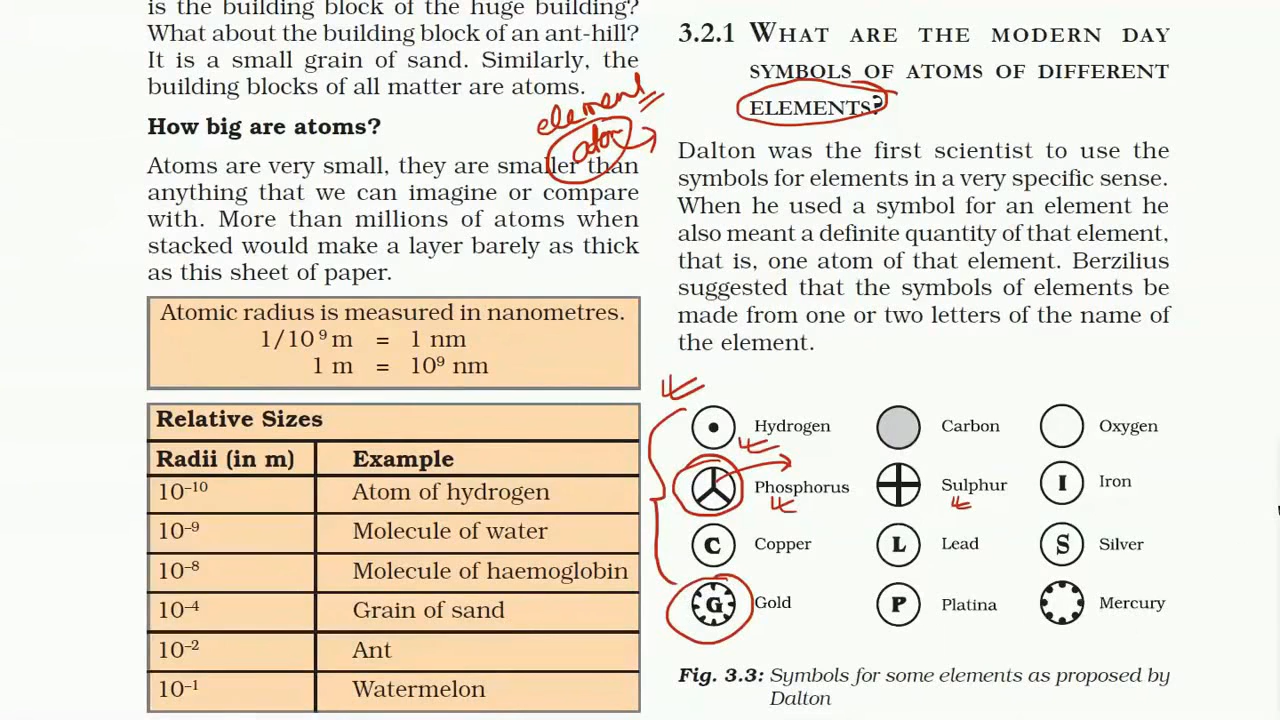 is the building block of the huge building?
What about the building block of an ant-hill?
It is a small grain of sand. Similarly, the
building blocks of all matter are atoms.
element
How big are atoms?
atom
Atoms are very small, they are smaller than
anything that we can imagine or compare
with. More than millions of atoms when
stacked would make a layer barely as thick
as this sheet of paper.
Atomic radius is measured in nanometres.
1/10⁹ m = 1 nm
1 m = 10⁹ nm
Relative Sizes
Radii (in m) Example
10⁻¹⁰ Atom of hydrogen
10⁻⁹ Molecule of water
10⁻⁸ Molecule of haemoglobin
10⁻⁴ Grain of sand
10⁻² Ant
10⁻¹ Watermelon
3.2.1 WHAT ARE THE MODERN DAY
SYMBOLS OF ATOMS OF DIFFERENT
ELEMENTS?
Dalton was the first scientist to use the
symbols for elements in a very specific sense.
When he used a symbol for an element he
also meant a definite quantity of that element,
that is, one atom of that element. Berzilius
suggested that the symbols of elements be
made from one or two letters of the name of
the element.
Hydrogen Carbon Oxygen
Phosphorus Sulphur I Iron
C Copper L Lead S Silver
G Gold P Platina Mercury
Fig. 3.3: Symbols for some elements as proposed by
Dalton